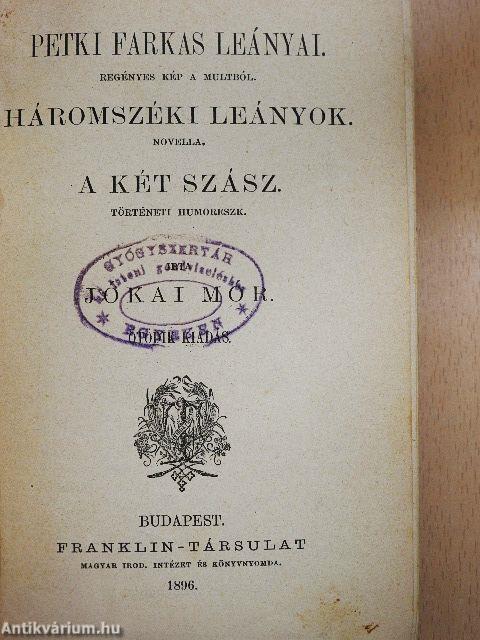 PETKI FARKAS LEÁNYAI.
REGÉNYES KÉP A MULTBÓL.
HÁROMSZÉKI LEÁNYOK.
NOVELLA.
A KÉT SZÁSZ.
TÖRTÉNETI HUMORESZK.
GYÓGYSZERTÁR
IRTA
JÓKAI MÓR.
ÖTÖDIK KIADÁS.
BUDAPEST.
FRANKLIN-TÁRSULAT
MAGYAR IROD. INTÉZET ÉS KÖNYVNYOMDA.
1896.
Antikvárium.hu